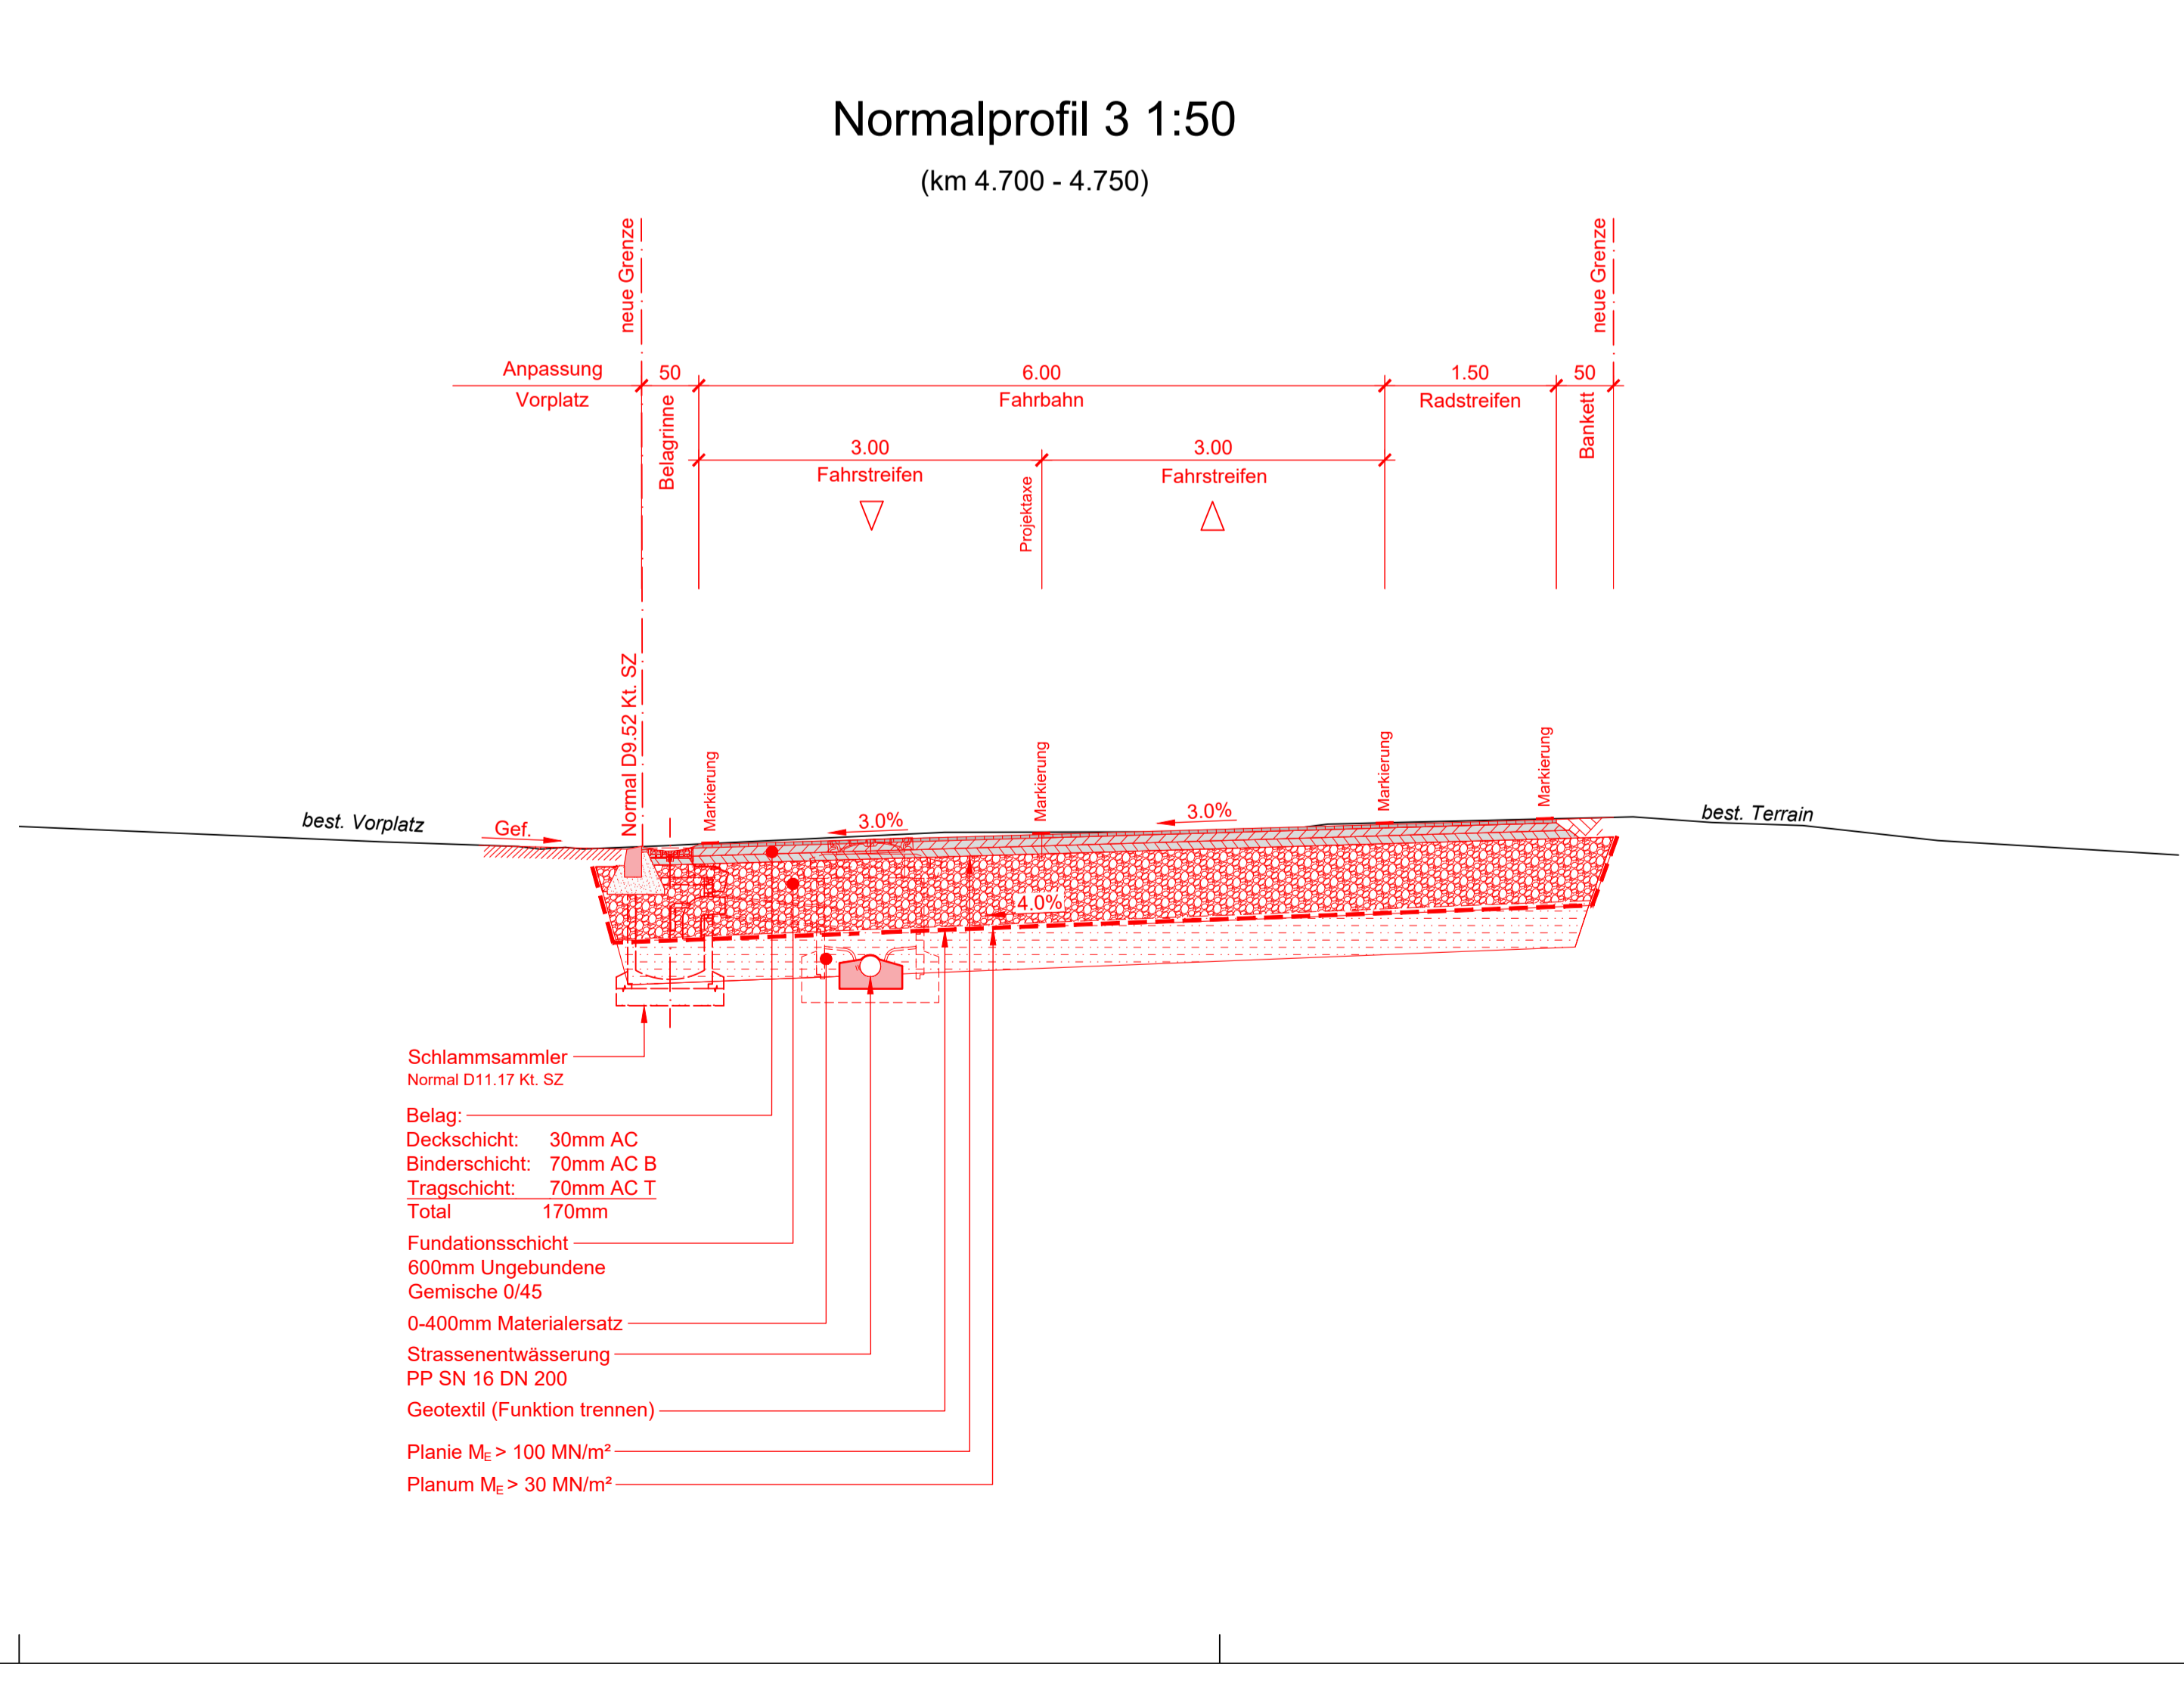 Normalprofil 3 1:50
(km 4.700 - 4.750)
neue Grenze
neue Grenze
Anpassung
Vorplatz
50
Belagrinne
6.00
Fahrbahn
1.50
Radstreifen
50
Bankett
3.00
Fahrstreifen
3.00
Fahrstreifen
Projektaxe
Normal D9.52 Kt. SZ
Markierung
Markierung
Markierung
Markierung
best. Vorplatz
Gef.
3.0%
3.0%
best. Terrain
4.0%
Schlammsammler
Normal D11.17 Kt. SZ
Belag:
Deckschicht: 30mm AC
Binderschicht: 70mm AC B
Tragschicht: 70mm AC T
Total 170mm
Fundationsschicht
600mm Ungebundene
Gemische 0/45
0-400mm Materialersatz
Strassenentwässerung
PP SN 16 DN 200
Geotextil (Funktion trennen)
Planie ME > 100 MN/m²
Planum ME > 30 MN/m²